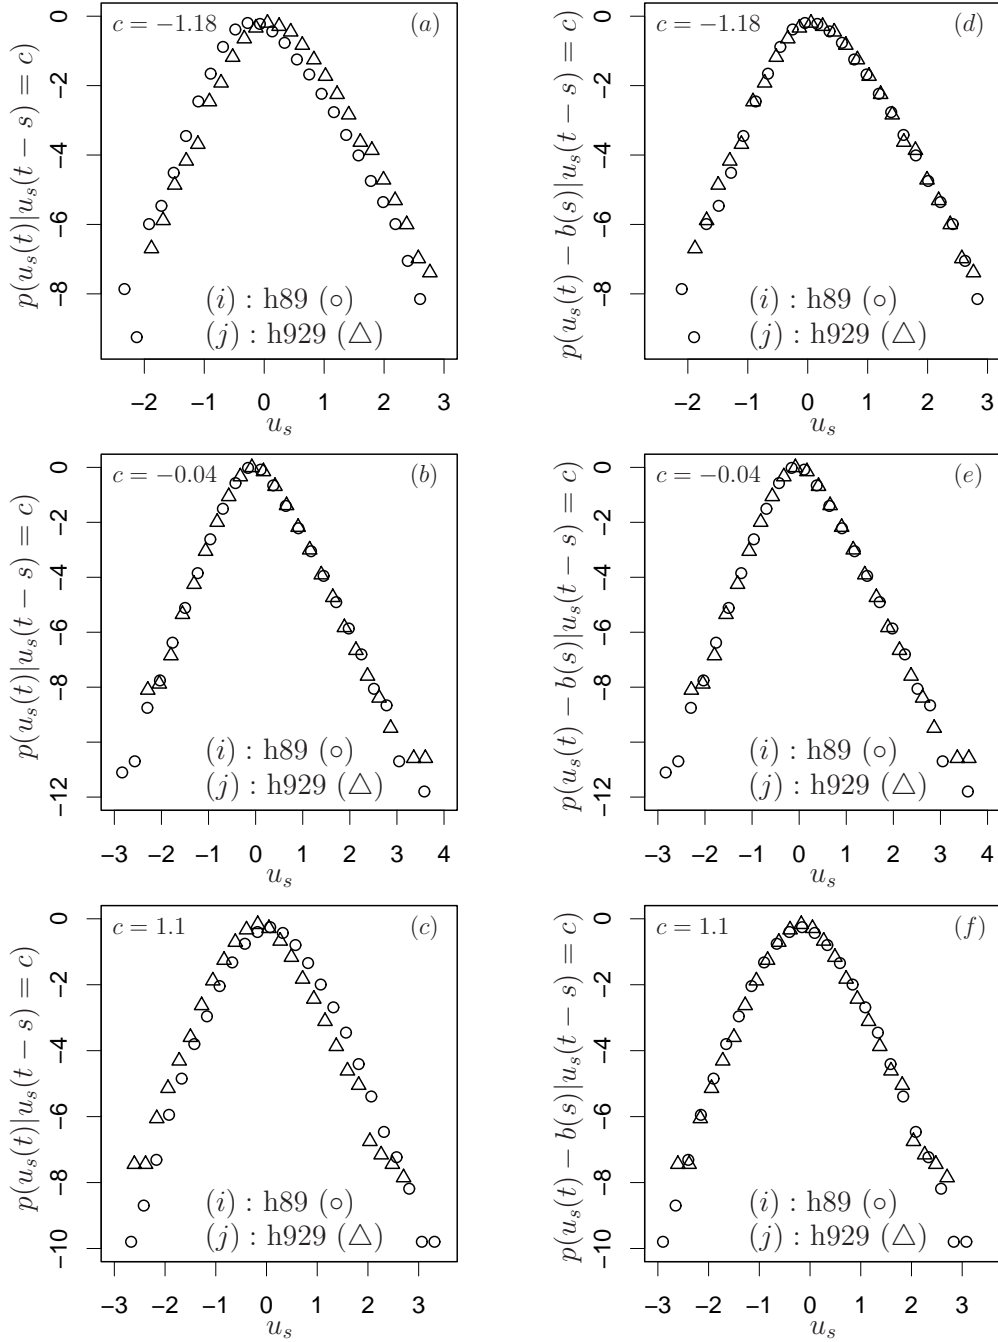 c = −1.18 (a)
p(u_s(t)|u_s(t − s) = c)
0
−2
−4
−6
−8
(i) : h89 (○)
(j) : h929 (△)
−2 −1 0 1 2 3
u_s
c = −1.18 (d)
p(u_s(t) − b(s)|u_s(t − s) = c)
0
−2
−4
−6
−8
(i) : h89 (○)
(j) : h929 (△)
−2 −1 0 1 2 3
u_s
c = −0.04 (b)
p(u_s(t)|u_s(t − s) = c)
0
−2
−4
−6
−8
−12
(i) : h89 (○)
(j) : h929 (△)
−3 −2 −1 0 1 2 3 4
u_s
c = −0.04 (e)
p(u_s(t) − b(s)|u_s(t − s) = c)
0
−2
−4
−6
−8
−12
(i) : h89 (○)
(j) : h929 (△)
−3 −2 −1 0 1 2 3 4
u_s
c = 1.1 (c)
p(u_s(t)|u_s(t − s) = c)
0
−2
−4
−6
−8
−10
(i) : h89 (○)
(j) : h929 (△)
−3 −2 −1 0 1 2 3
u_s
c = 1.1 (f)
p(u_s(t) − b(s)|u_s(t − s) = c)
0
−2
−4
−6
−8
−10
(i) : h89 (○)
(j) : h929 (△)
−3 −2 −1 0 1 2 3
u_s